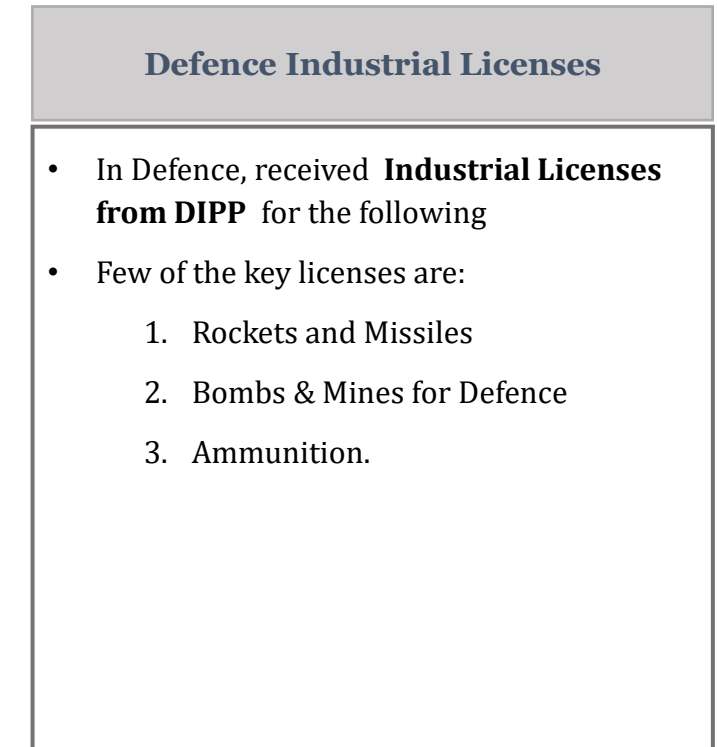 Defence Industrial Licenses
• In Defence, received Industrial Licenses
from DIPP for the following
• Few of the key licenses are:
1. Rockets and Missiles
2. Bombs & Mines for Defence
3. Ammunition.